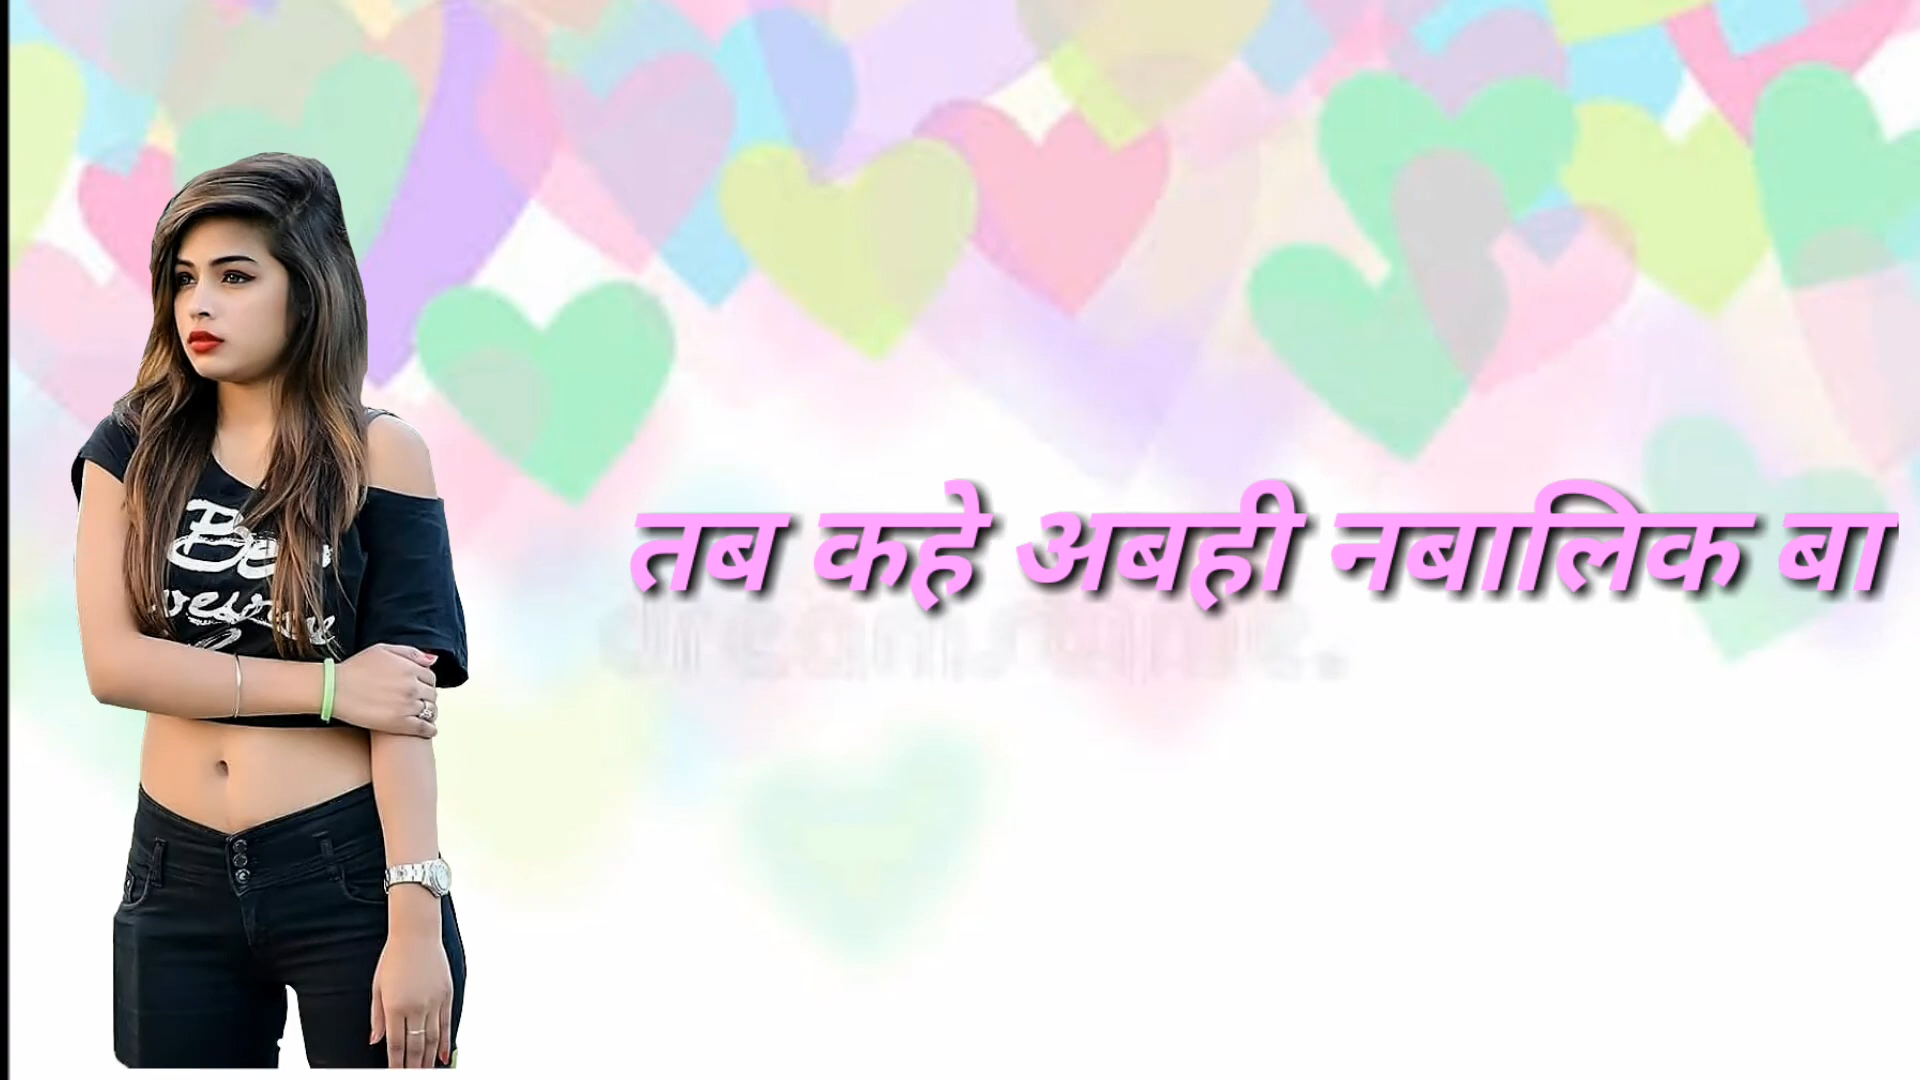 तब कहे अबही नबालिक बा